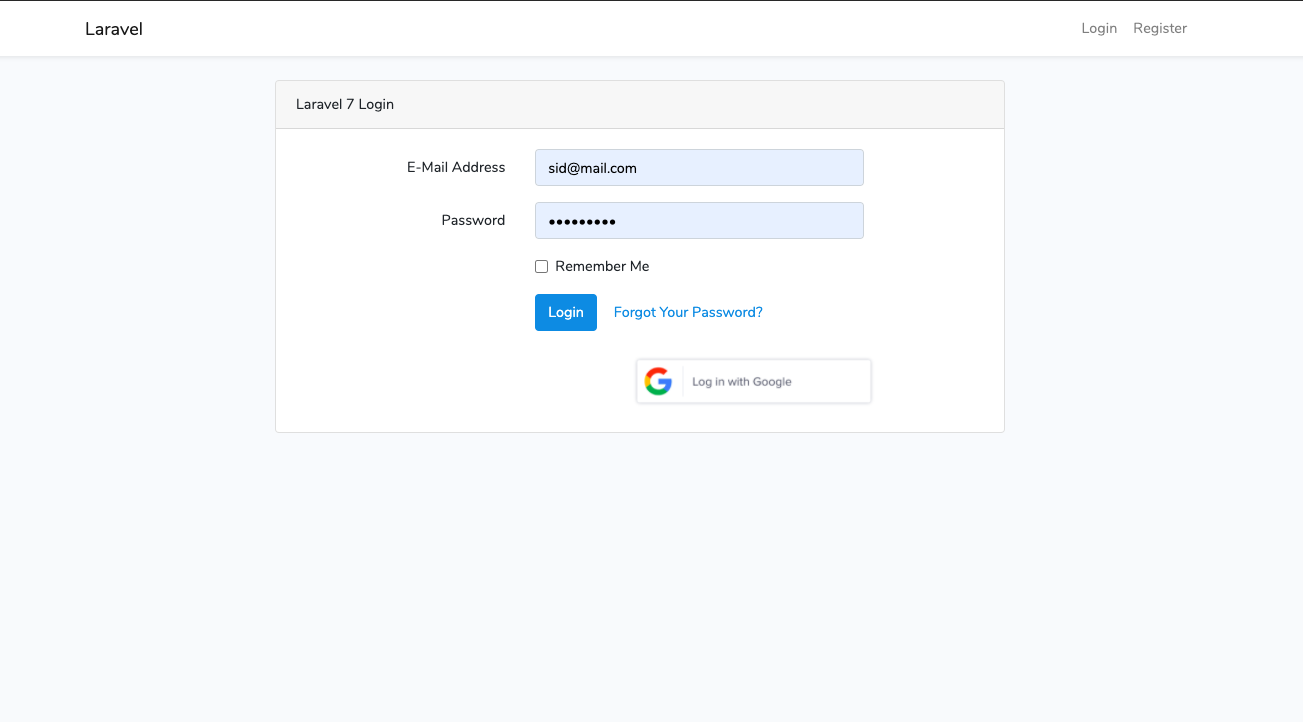 Laravel
Login Register
Laravel 7 Login
E-Mail Address sid@mail.com
Password •••••••••
Remember Me
Login Forgot Your Password?
Log in with Google